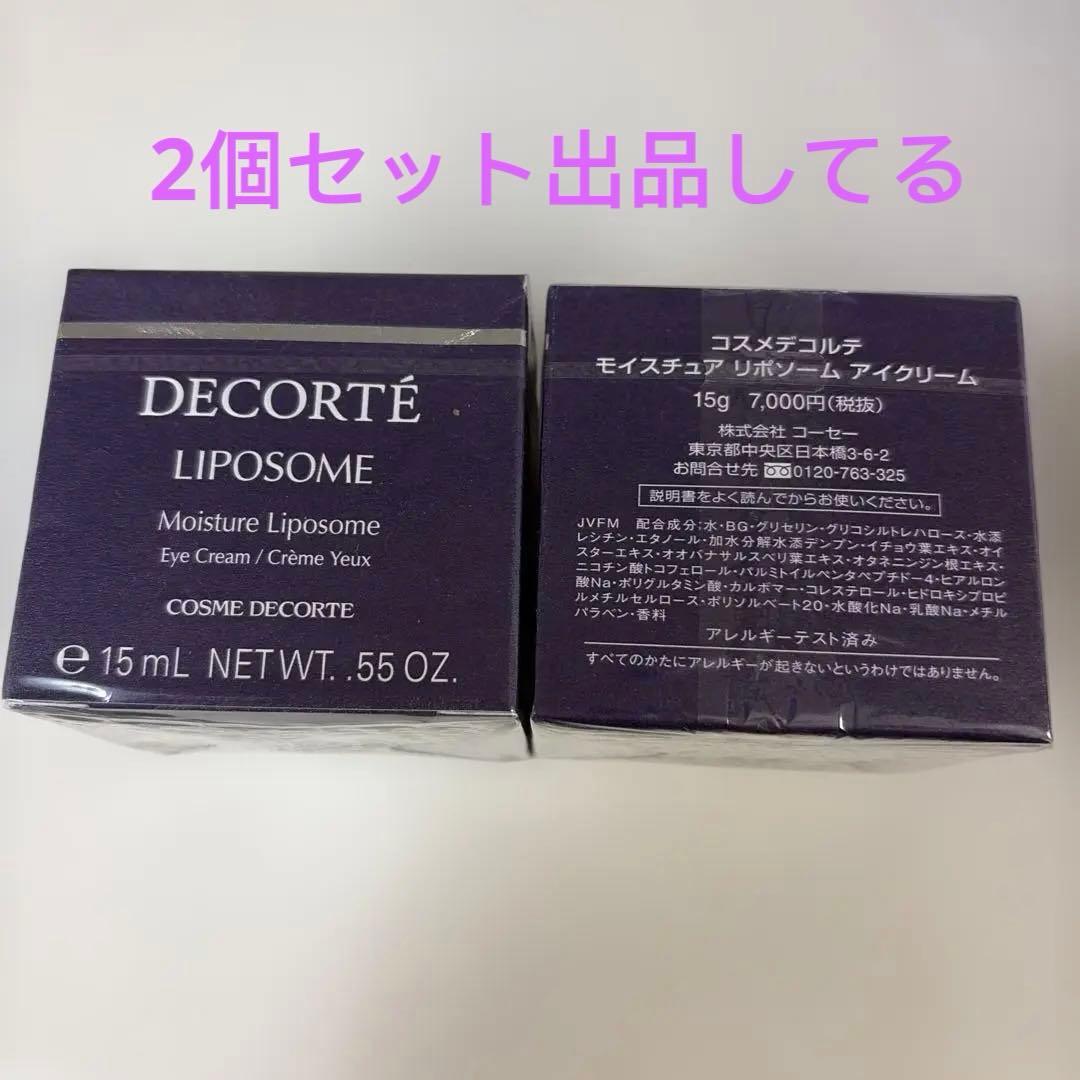 2個セット出品してる
DECORTÉ
LIPOSOME
Moisture Liposome
Eye Cream / Crème Yeux
COSME DECORTE
e 15 mL NET WT. .55 OZ.
コスメデコルテ
モイスチュア リポソーム アイクリーム
15g 7,000円(税抜)
株式会社 コーセー
東京都中央区日本橋3-6-2
お問合せ先 0120-763-325
説明書をよく読んでからお使いください。
JVFM 配合成分:水・BG・グリセリン・グリコシルトレハロース・水添
レシチン・エタノール・加水分解水添デンプン・イチョウ葉エキス・オイ
スターエキス・オオバナサルスベリ葉エキス・オタネニンジン根エキス・
ニコチン酸トコフェロール・パルミトイルペンタペプチド-4・ヒアルロン
酸Na・ポリグルタミン酸・カルボマー・コレステロール・ヒドロキシプロピ
ルメチルセルロース・ポリソルベート20・水酸化Na・乳酸Na・メチル
パラベン・香料
アレルギーテスト済み
すべてのかたにアレルギーが起きないというわけではありません。